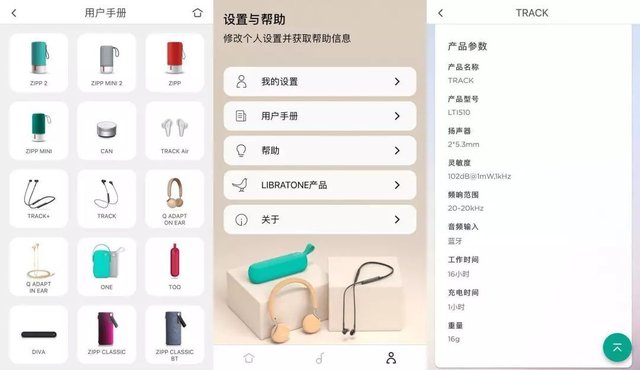 用户手册
ZIPP 2
ZIPP MINI 2
ZIPP
ZIPP MINI
CAN
TRACK Air
TRACK+
TRACK
Q ADAPT
ON EAR
Q ADAPT
IN EAR
ONE
TOO
DIVA
ZIPP CLASSIC
ZIPP CLASSIC
BT
设置与帮助
修改个人设置并获取帮助信息
我的设置
用户手册
帮助
LIBRATONE产品
关于
TRACK
产品参数
产品名称
TRACK
产品型号
LTI510
扬声器
2*5.3mm
灵敏度
102dB@1mW,1kHz
频响范围
20-20kHz
音频输入
蓝牙
工作时间
16小时
充电时间
1小时
重量
16g